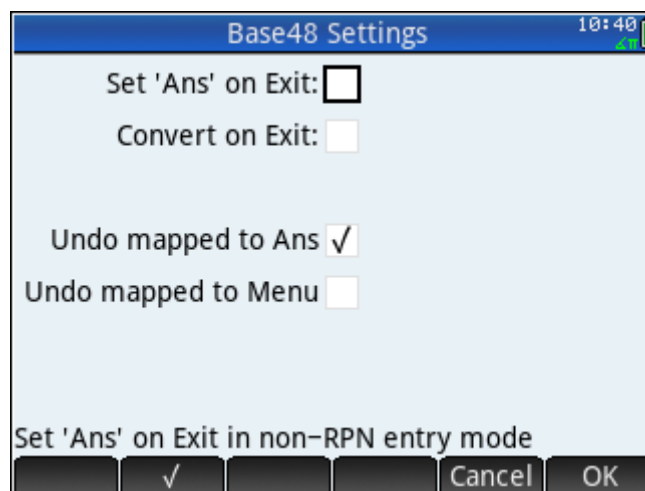 Base48 Settings
10:40
∡π
Set 'Ans' on Exit:
Convert on Exit:
Undo mapped to Ans √
Undo mapped to Menu
Set 'Ans' on Exit in non-RPN entry mode
√ Cancel OK